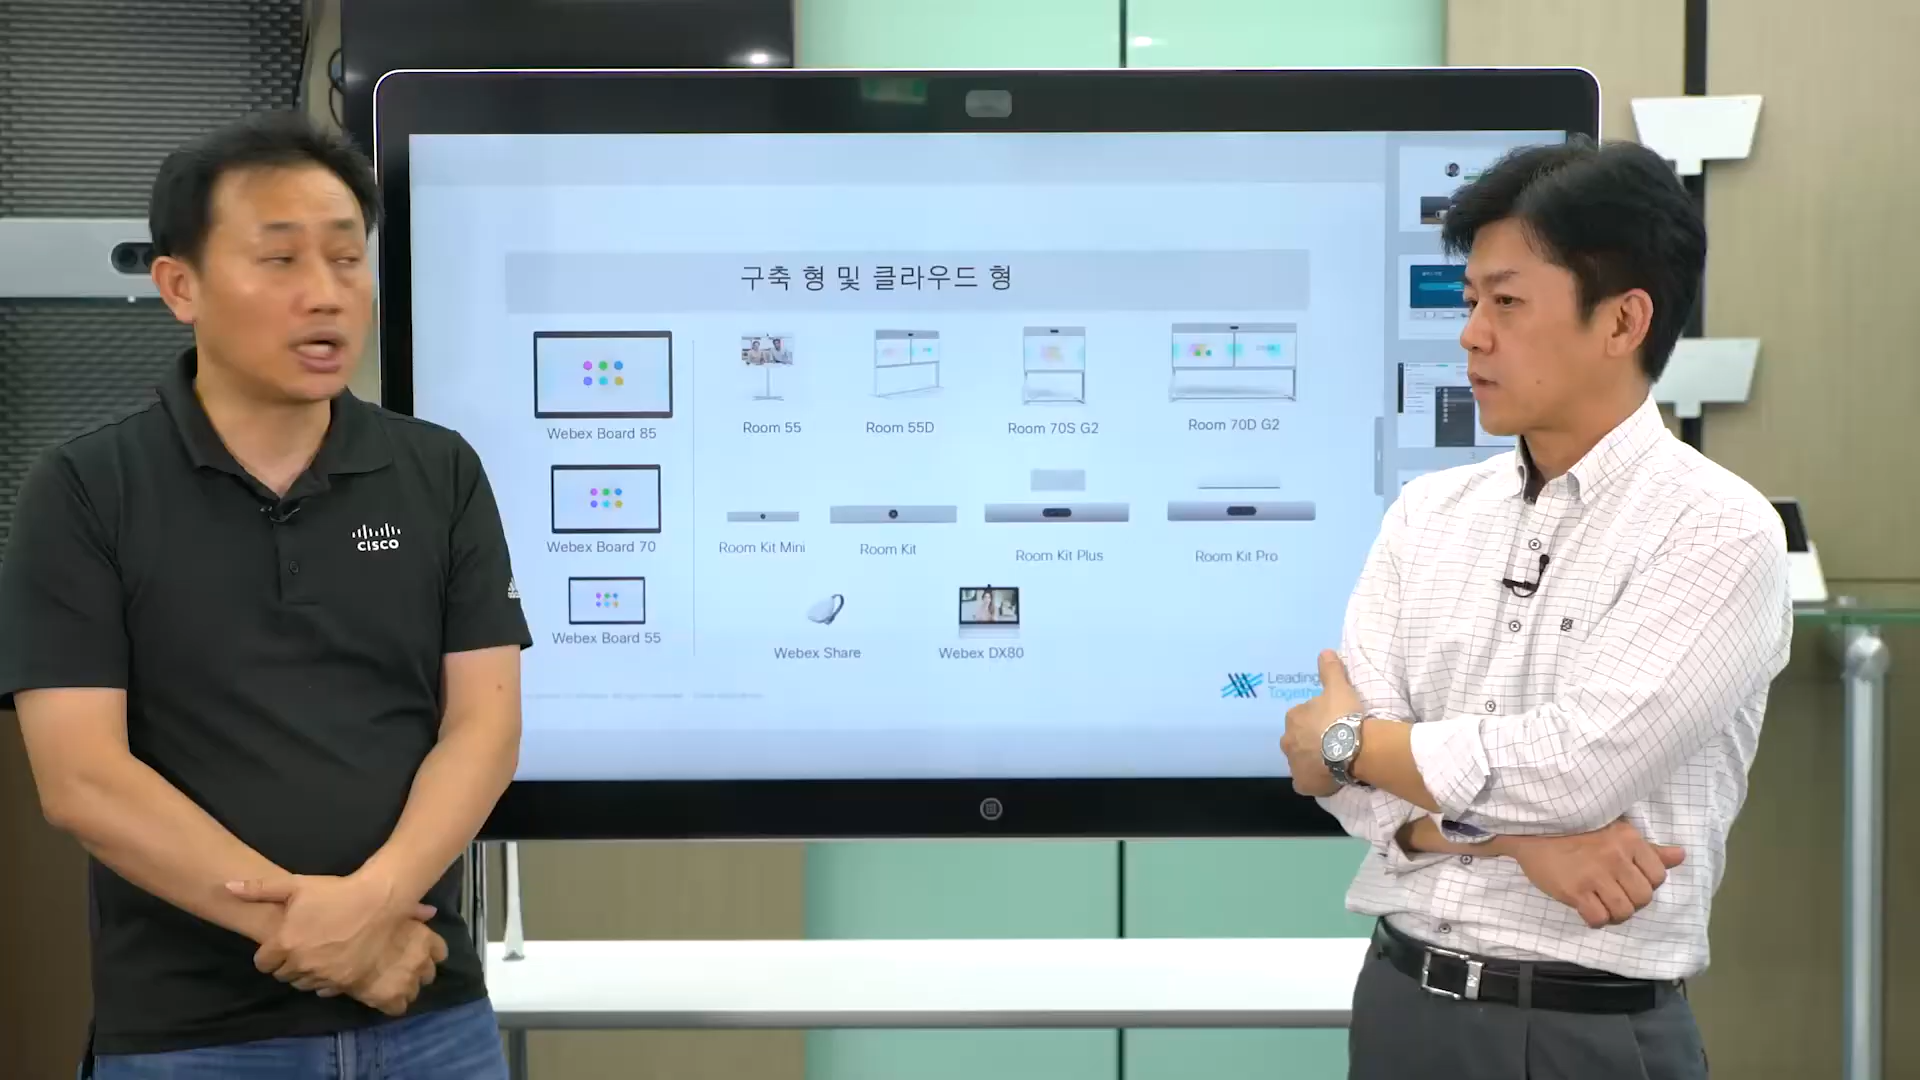 구축 형 및 클라우드 형
Webex Board 85
Room 55
Room 55D
Room 70S G2
Room 70D G2
Webex Board 70
Room Kit Mini
Room Kit
Room Kit Plus
Room Kit Pro
Webex Board 55
Webex Share
Webex DX80
Leading
CISCO